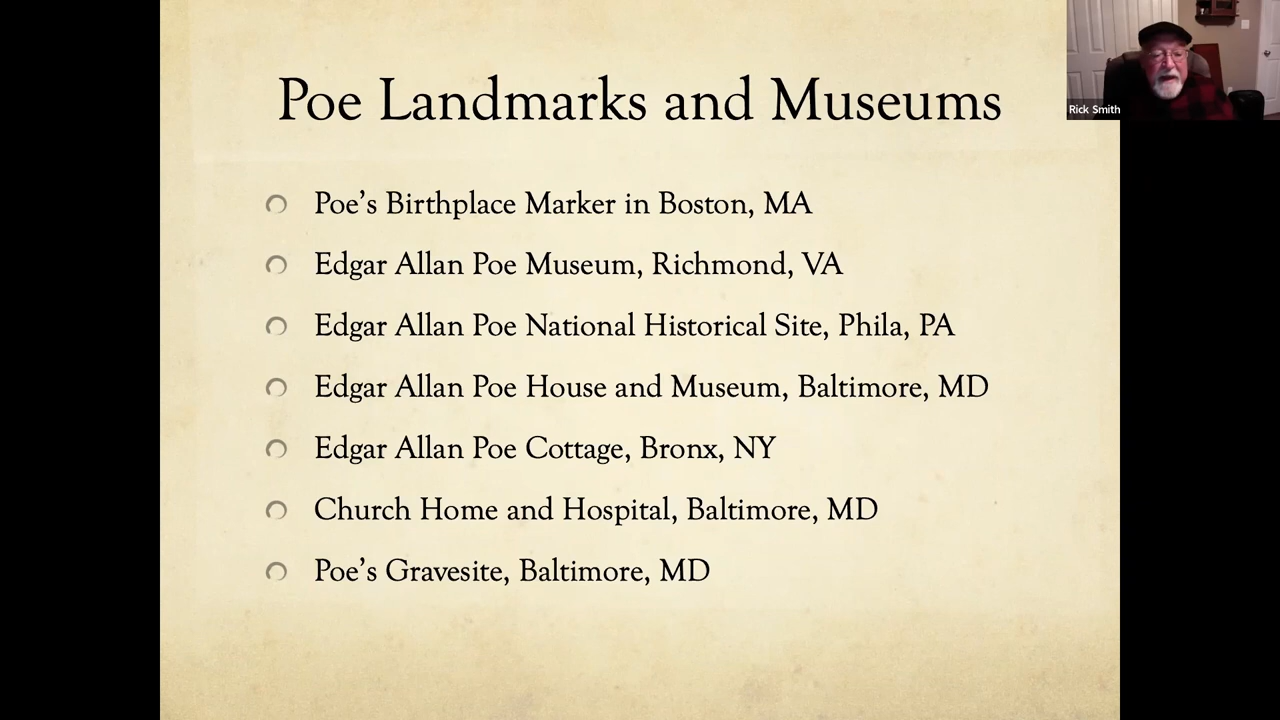 Poe Landmarks and Museums
Rick Smith
Poe’s Birthplace Marker in Boston, MA
Edgar Allan Poe Museum, Richmond, VA
Edgar Allan Poe National Historical Site, Phila, PA
Edgar Allan Poe House and Museum, Baltimore, MD
Edgar Allan Poe Cottage, Bronx, NY
Church Home and Hospital, Baltimore, MD
Poe’s Gravesite, Baltimore, MD